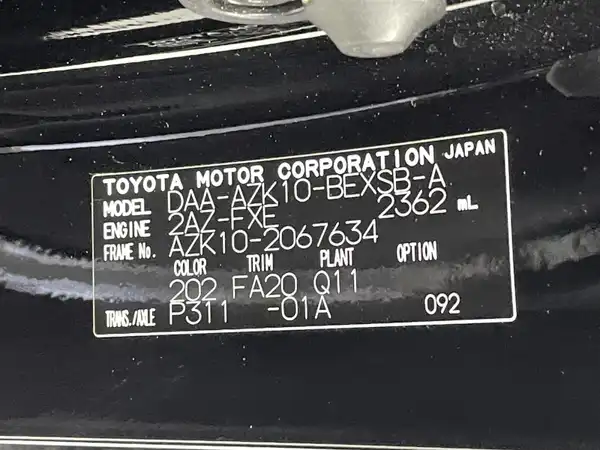 TOYOTA MOTOR CORPORATION JAPAN
MODEL DAA-AZK10-BEXSB-A
ENGINE 2AZ-FXE 2362 mL
FRAME No. AZK10-2067634
COLOR TRIM PLANT OPTION
202 FA20 Q11
TRANS./AXLE P311 -01A 092